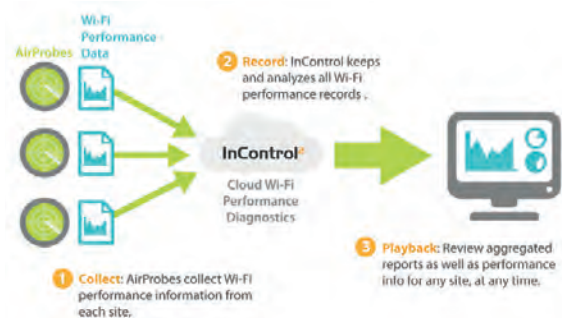 Wi-Fi
Performance
Data
AirProbes
2 Record: InControl keeps
and analyzes all Wi-Fi
performance records .
InControl
Cloud Wi-Fi
Performance
Diagnostics
3 Playback: Review aggregated
reports as well as performance
info for any site, at any time.
1 Collect: AirProbes collect Wi-Fi
performance information from
each site.